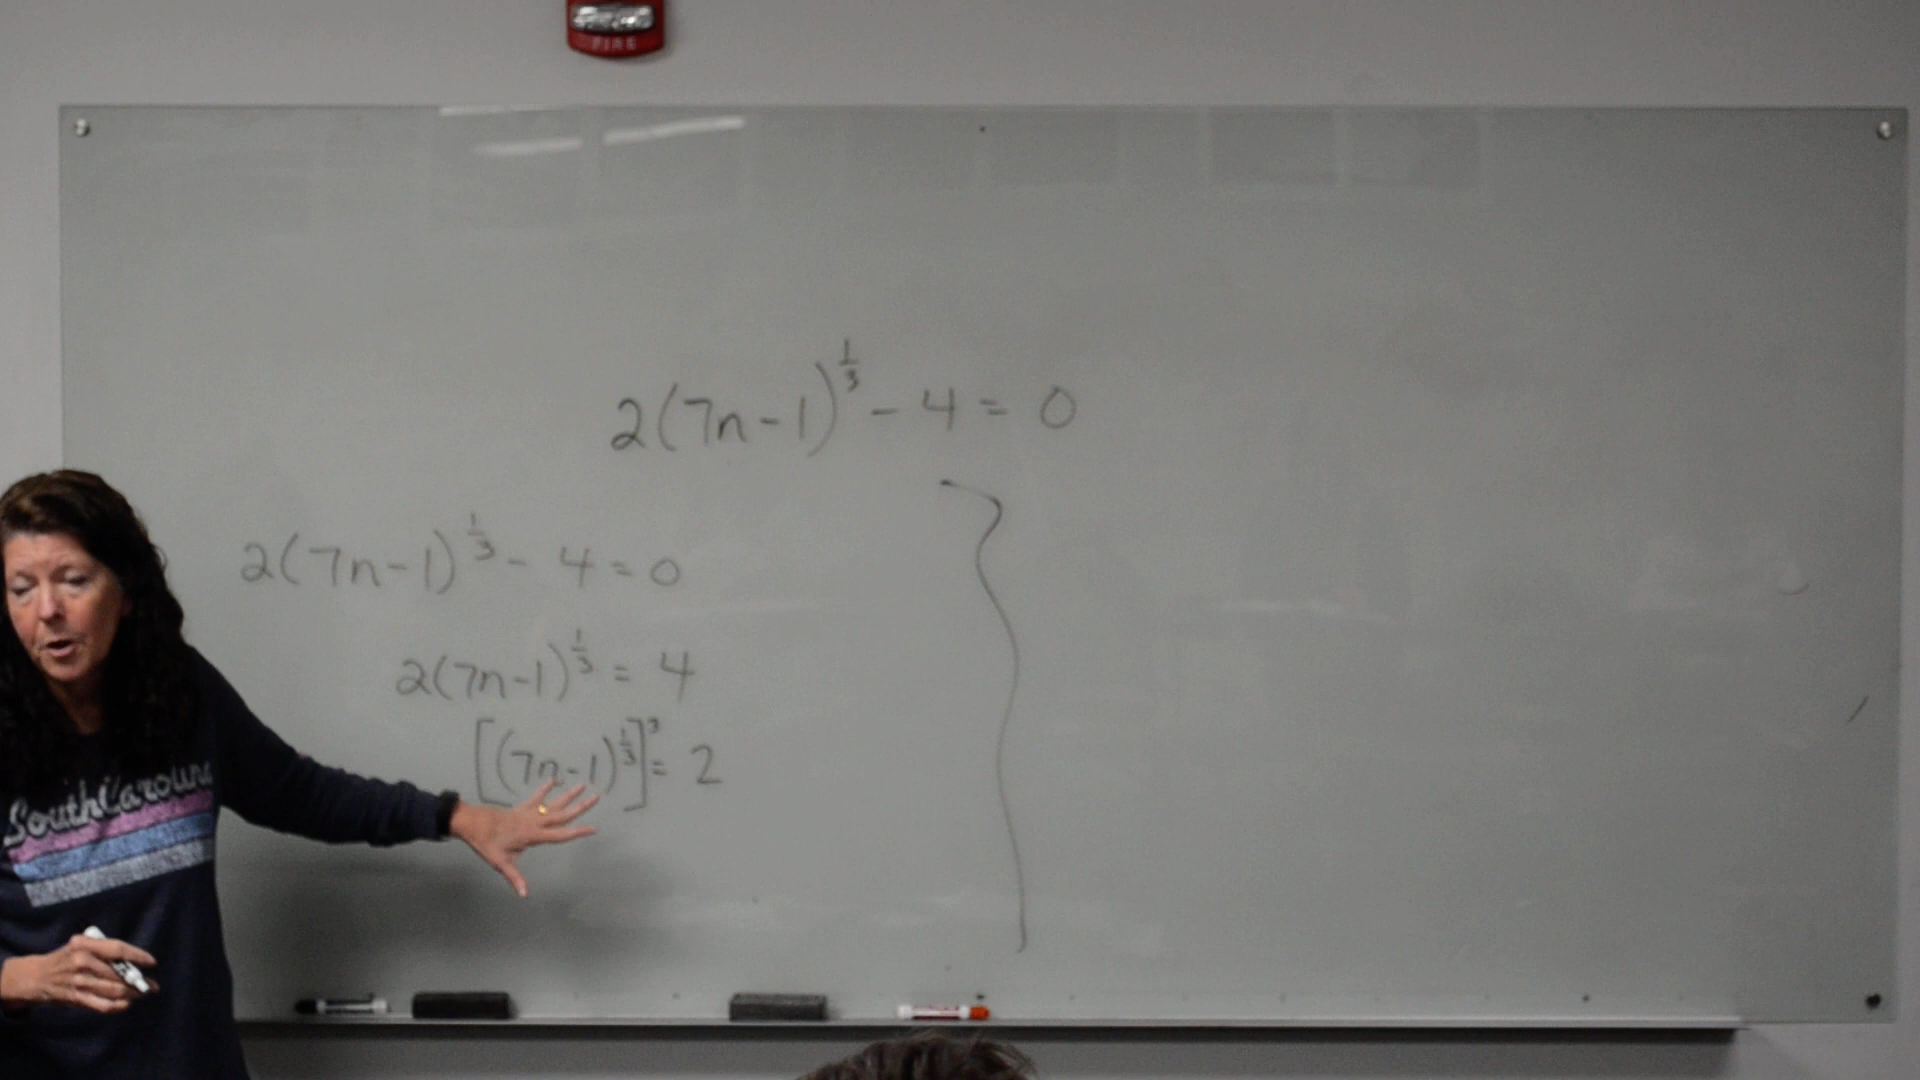 FIRE
2(7n-1)^{1/3} - 4 = 0
2(7n-1)^{1/3} - 4 = 0
2(7n-1)^{1/3} = 4
[(7n-1)^{1/3}]^3 = 2
South Carolina